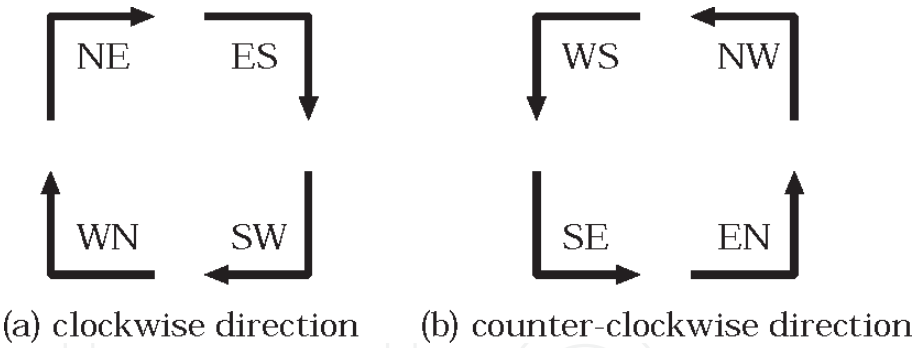 NE ES WS NW
WN SW SE EN
(a) clockwise direction (b) counter-clockwise direction